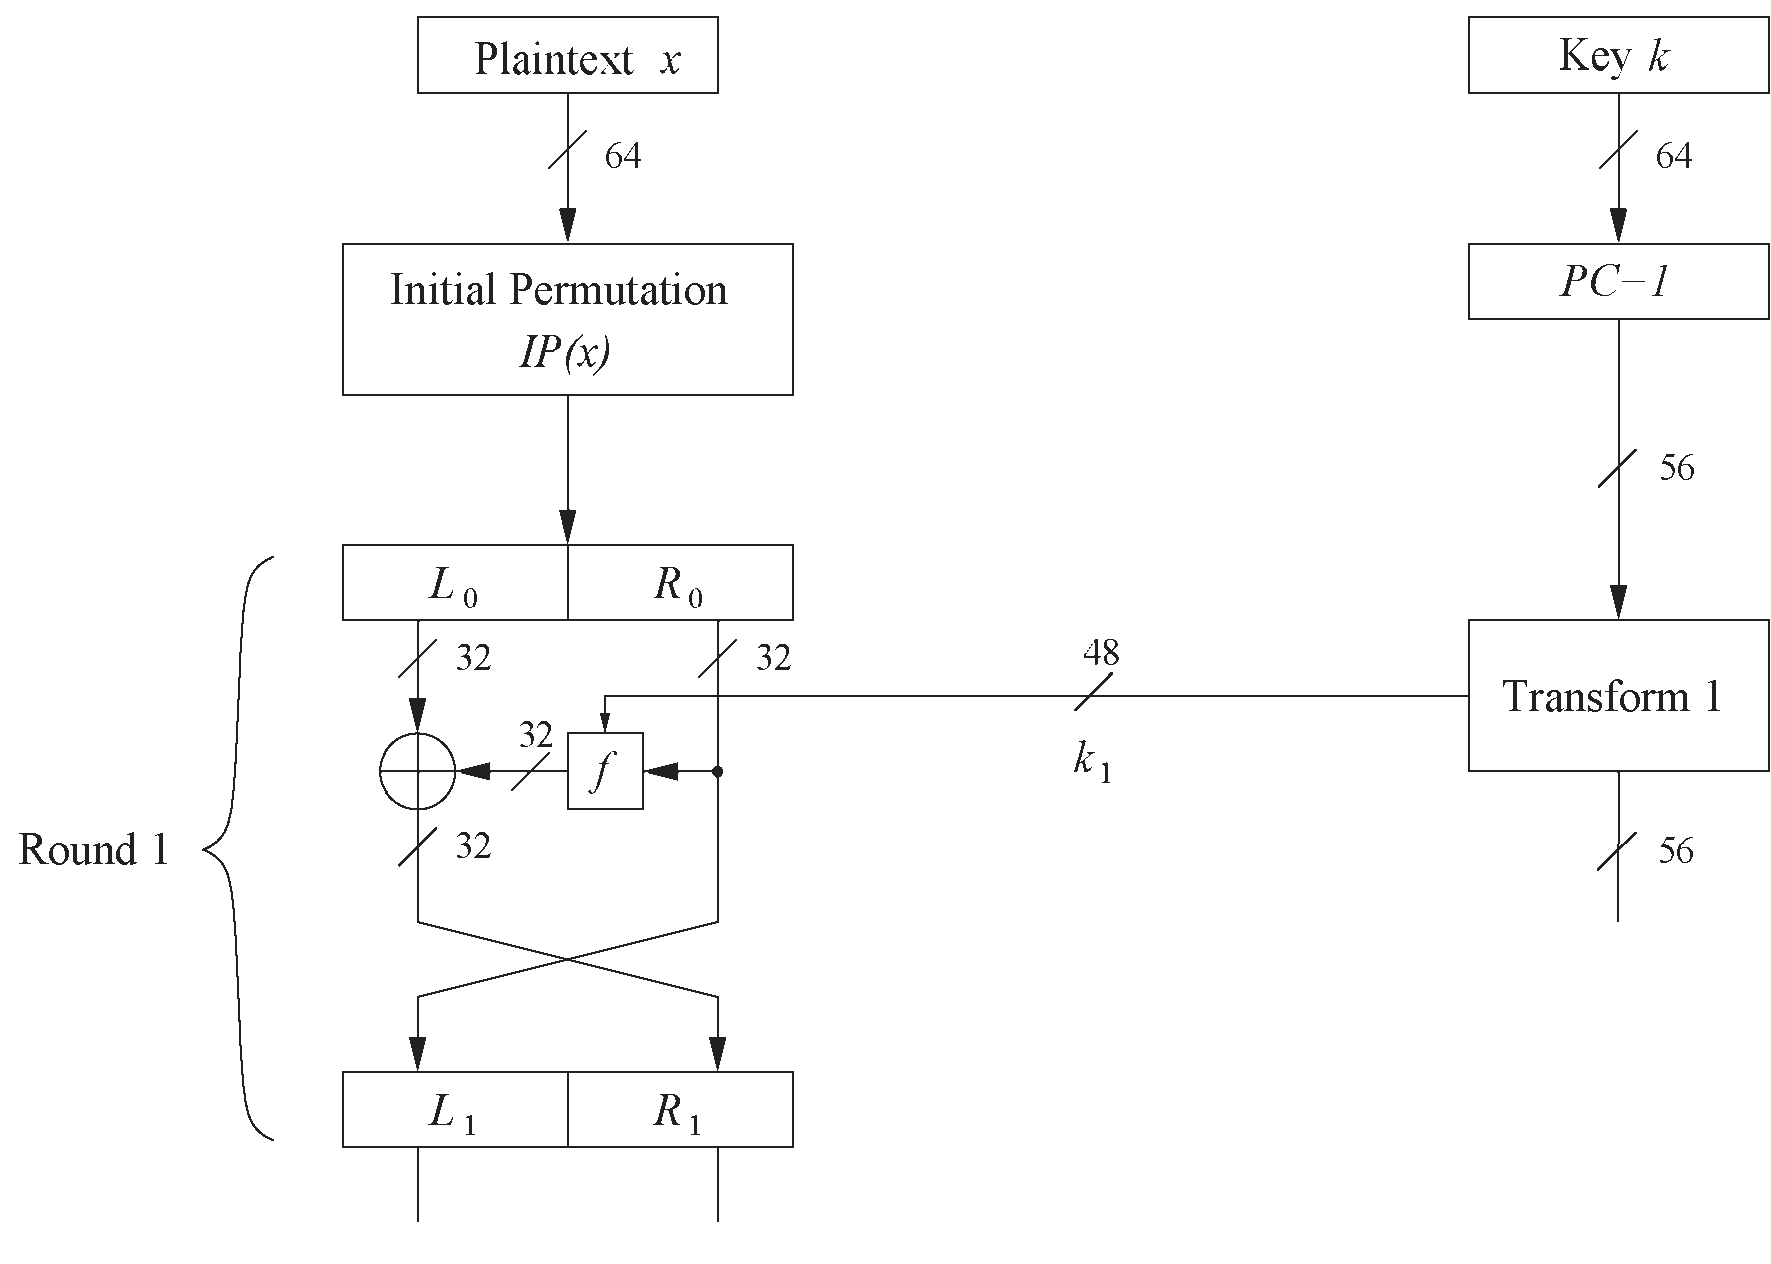 Plaintext x
Key k
64
64
Initial Permutation
IP(x)
PC−1
56
L0
R0
32
32
48
Transform 1
32
f
k1
32
56
Round 1
L1
R1